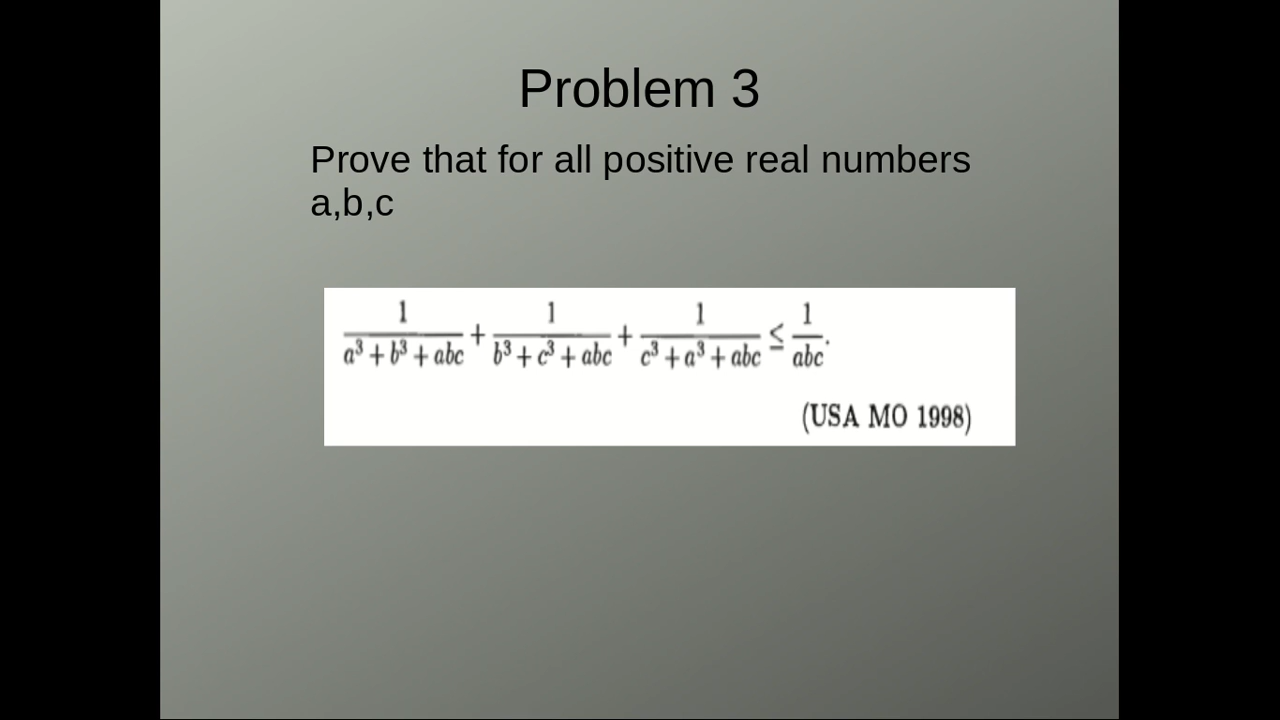 Problem 3
Prove that for all positive real numbers
a,b,c
1/(a³ + b³ + abc) + 1/(b³ + c³ + abc) + 1/(c³ + a³ + abc) ≤ 1/abc.
(USA MO 1998)